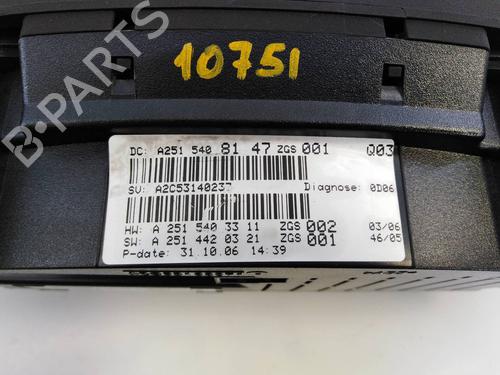 10751
B-PARTS
DC: A251 540 81 47 ZGS 001 Q03
SV: A2C53140237 Diagnose: 0D06
HW: A 251 540 33 11 ZGS 002 03/06
SW: A 251 442 03 21 ZGS 001 46/05
P-date: 31.10.06 14:39